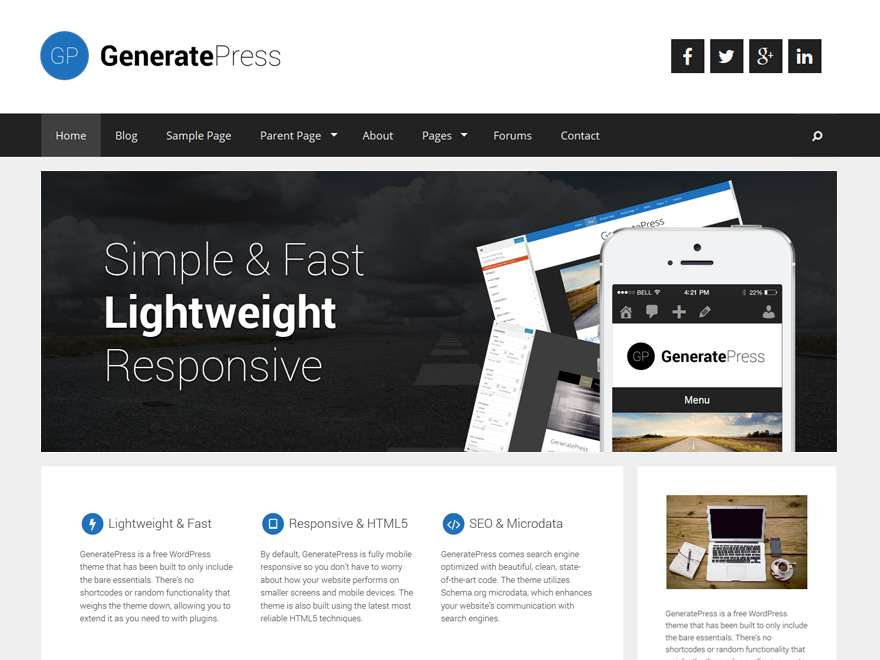 GP GeneratePress
Home Blog Sample Page Parent Page About Pages Forums Contact
Simple & Fast
Lightweight
Responsive
GeneratePress
BELL 4:21 PM 22%
GP GeneratePress
Menu
GeneratePress
Lightweight & Fast
GeneratePress is a free WordPress
theme that has been built to only include
the bare essentials. There's no
shortcodes or random functionality that
weighs the theme down, allowing you to
extend it as you need to with plugins.
Responsive & HTML5
By default, GeneratePress is fully mobile
responsive so you don't have to worry
about how your website performs on
smaller screens and mobile devices. The
theme is also built using the latest most
reliable HTML5 techniques.
SEO & Microdata
GeneratePress comes search engine
optimized with beautiful, clean, state-
of-the-art code. The theme utilizes
Schema.org microdata, which enhances
your website's communication with
search engines.
GeneratePress is a free WordPress
theme that has been built to only include
the bare essentials. There's no
shortcodes or random functionality that